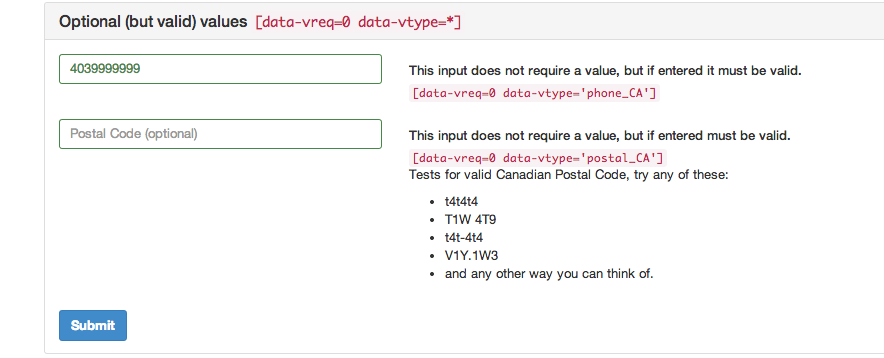 Optional (but valid) values [data-vreq=0 data-vtype=*]
4039999999
This input does not require a value, but if entered it must be valid.
[data-vreq=0 data-vtype='phone_CA']
Postal Code (optional)
This input does not require a value, but if entered must be valid.
[data-vreq=0 data-vtype='postal_CA']
Tests for valid Canadian Postal Code, try any of these:
• t4t4t4
• T1W 4T9
• t4t-4t4
• V1Y.1W3
• and any other way you can think of.
Submit